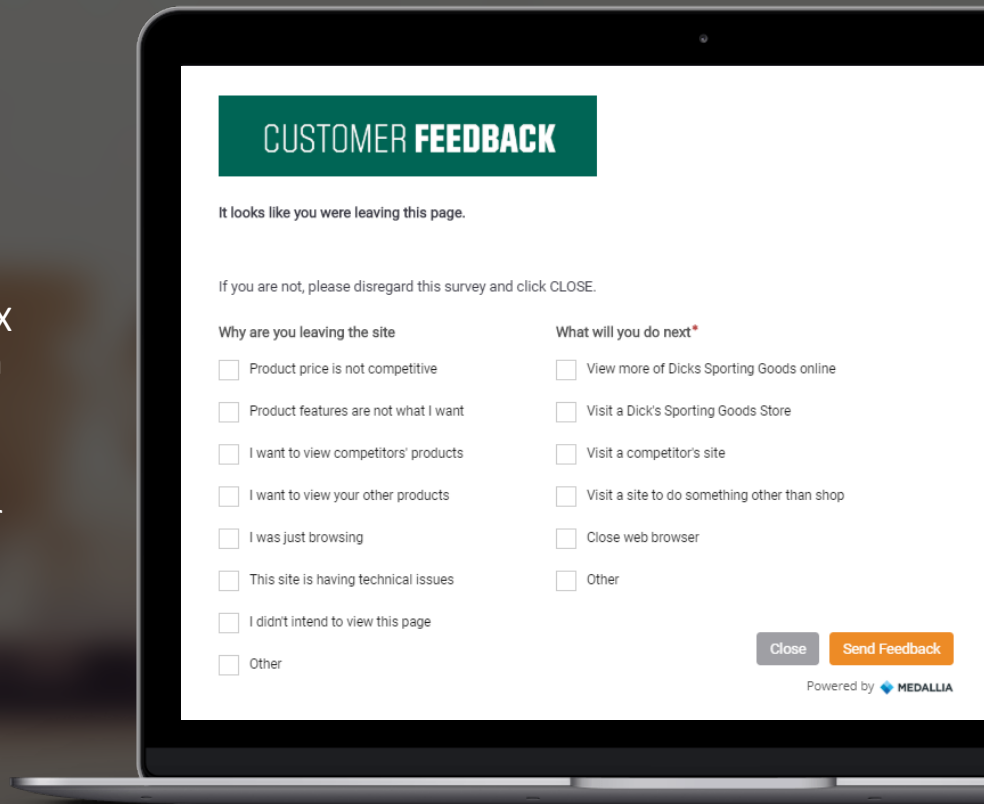 CUSTOMER FEEDBACK
It looks like you were leaving this page.
If you are not, please disregard this survey and click CLOSE.
Why are you leaving the site
Product price is not competitive
Product features are not what I want
I want to view competitors' products
I want to view your other products
I was just browsing
This site is having technical issues
I didn't intend to view this page
Other
What will you do next*
View more of Dicks Sporting Goods online
Visit a Dick's Sporting Goods Store
Visit a competitor's site
Visit a site to do something other than shop
Close web browser
Other
Close
Send Feedback
Powered by MEDALLIA